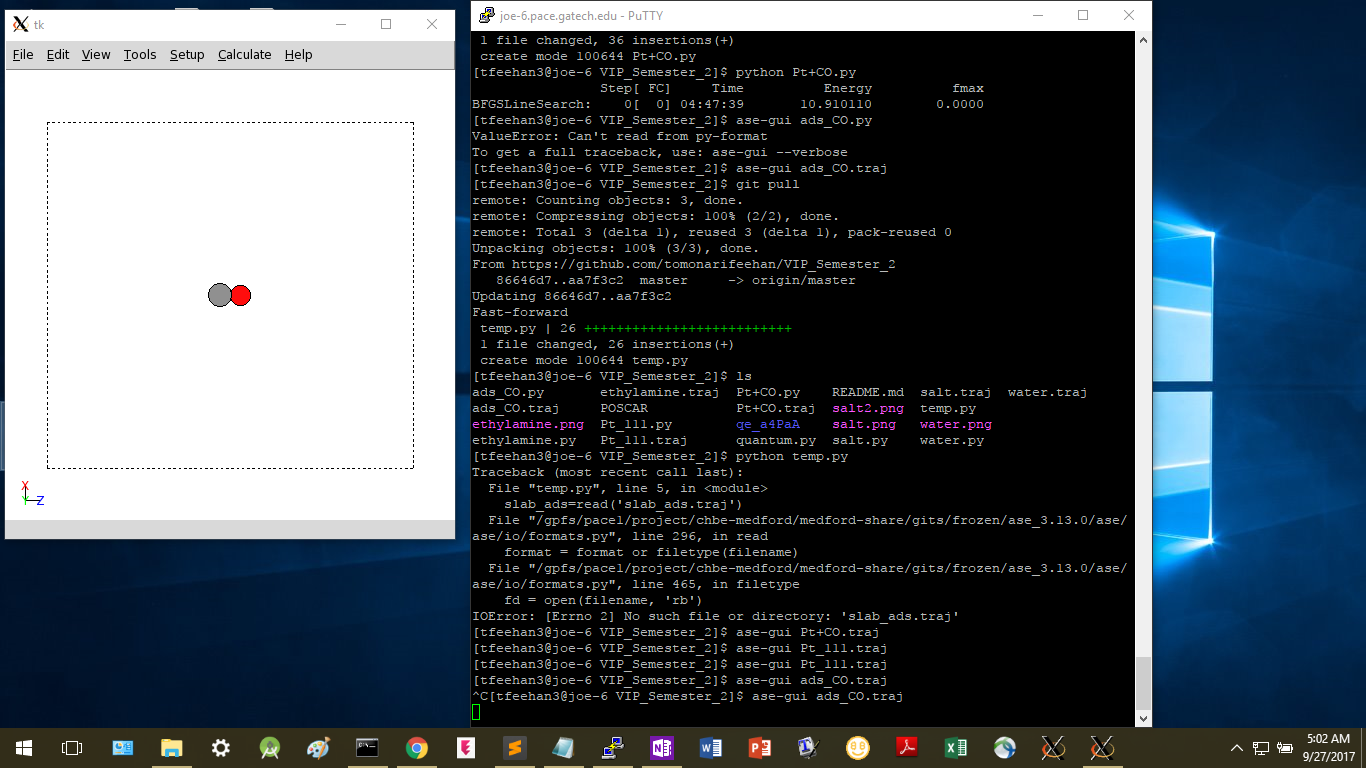 tk
File Edit View Tools Setup Calculate Help
X
Y Z
joe-6.pace.gatech.edu - PuTTY
1 file changed, 36 insertions(+)
create mode 100644 Pt+CO.py
[tfeehan3@joe-6 VIP_Semester_2]$ python Pt+CO.py
Step[ FC] Time Energy fmax
BFGSLineSearch: 0[ 0] 04:47:39 10.910110 0.0000
[tfeehan3@joe-6 VIP_Semester_2]$ ase-gui ads_CO.py
ValueError: Can't read from py-format
To get a full traceback, use: ase-gui --verbose
[tfeehan3@joe-6 VIP_Semester_2]$ ase-gui ads_CO.traj
[tfeehan3@joe-6 VIP_Semester_2]$ git pull
remote: Counting objects: 3, done.
remote: Compressing objects: 100% (2/2), done.
remote: Total 3 (delta 1), reused 3 (delta 1), pack-reused 0
Unpacking objects: 100% (3/3), done.
From https://github.com/tomonarifeehan/VIP_Semester_2
86646d7..aa7f3c2 master -> origin/master
Updating 86646d7..aa7f3c2
Fast-forward
temp.py | 26 ++++++++++++++++++++++++++
1 file changed, 26 insertions(+)
create mode 100644 temp.py
[tfeehan3@joe-6 VIP_Semester_2]$ ls
ads_CO.py ethylamine.traj Pt+CO.py README.md salt.traj water.traj
ads_CO.traj POSCAR Pt+CO.traj salt2.png temp.py
ethylamine.png Pt_111.py qe_a4PaA salt.png water.png
ethylamine.py Pt_111.traj quantum.py salt.py water.py
[tfeehan3@joe-6 VIP_Semester_2]$ python temp.py
Traceback (most recent call last):
File "temp.py", line 5, in <module>
slab_ads=read('slab_ads.traj')
File "/gpfs/pace1/project/chbe-medford/medford-share/gits/frozen/ase_3.13.0/ase/
ase/io/formats.py", line 296, in read
format = format or filetype(filename)
File "/gpfs/pace1/project/chbe-medford/medford-share/gits/frozen/ase_3.13.0/ase/
ase/io/formats.py", line 465, in filetype
fd = open(filename, 'rb')
IOError: [Errno 2] No such file or directory: 'slab_ads.traj'
[tfeehan3@joe-6 VIP_Semester_2]$ ase-gui Pt+CO.traj
[tfeehan3@joe-6 VIP_Semester_2]$ ase-gui Pt_111.traj
[tfeehan3@joe-6 VIP_Semester_2]$ ase-gui Pt_111.traj
[tfeehan3@joe-6 VIP_Semester_2]$ ase-gui ads_CO.traj
^C[tfeehan3@joe-6 VIP_Semester_2]$ ase-gui ads_CO.traj
5:02 AM
9/27/2017